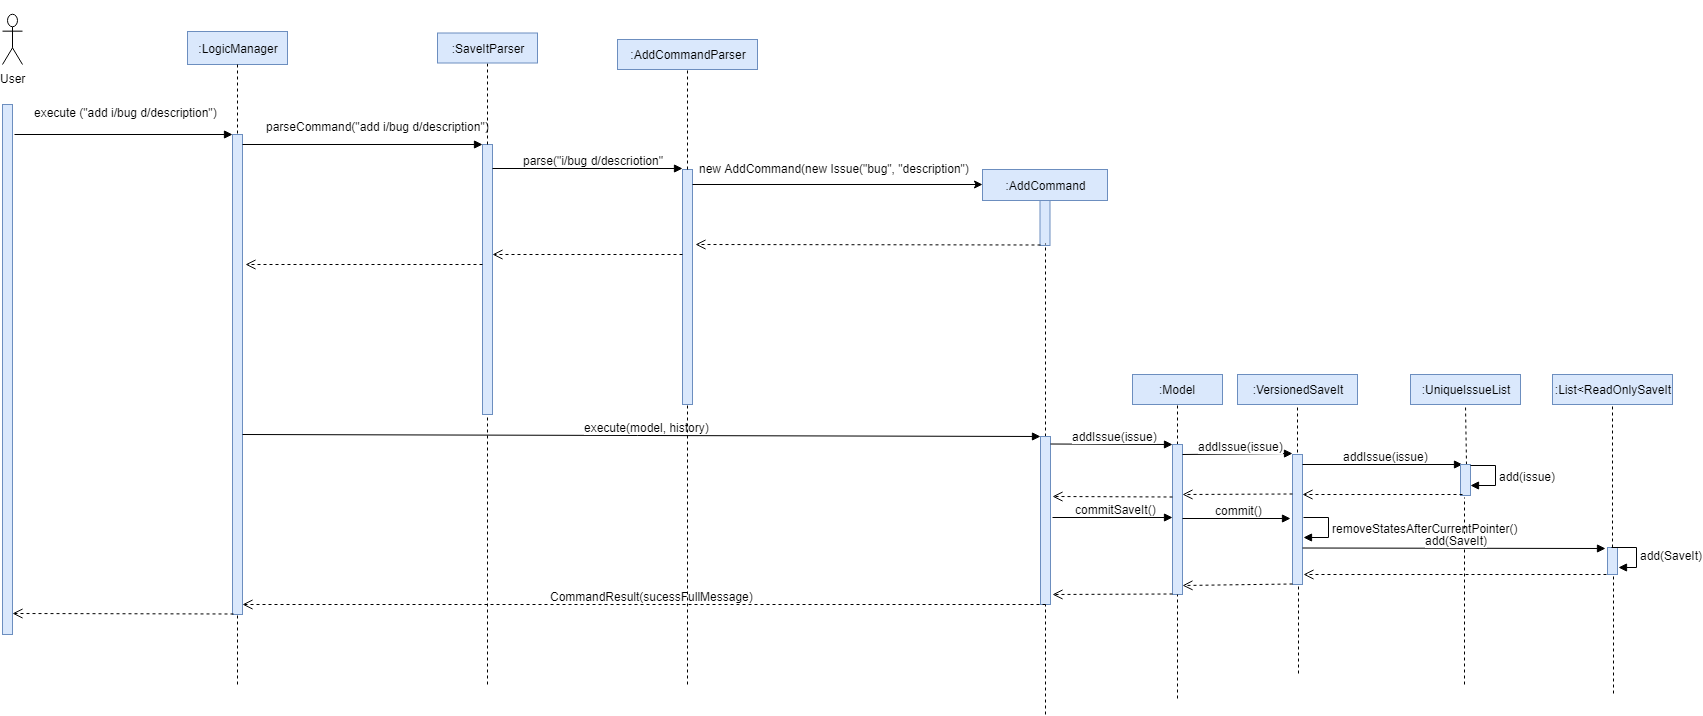 User
:LogicManager
:SaveItParser
:AddCommandParser
execute ("add i/bug d/description")
parseCommand("add i/bug d/description")
parse("i/bug d/descriotion"
new AddCommand(new Issue("bug", "description")
:AddCommand
:Model
:VersionedSaveIt
:UniqueIssueList
:List<ReadOnlySaveIt
execute(model, history)
addIssue(issue)
addIssue(issue)
addIssue(issue)
add(issue)
commitSaveIt()
commit()
removeStatesAfterCurrentPointer()
add(SaveIt)
add(SaveIt)
CommandResult(sucessFullMessage)